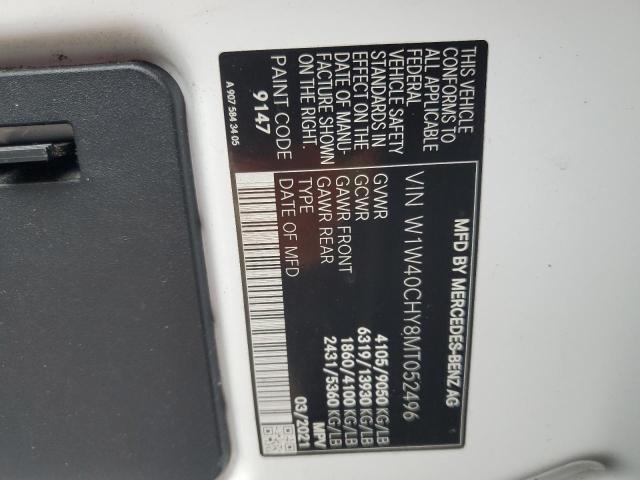 MFD BY MERCEDES-BENZ AG
VIN W1W40CHY8MT052496
GVWR 4105/9050 KG/LB
GCWR 6319/13930 KG/LB
GAWR FRONT 1860/4100 KG/LB
GAWR REAR 2431/5360 KG/LB
TYPE MPV
DATE OF MFD 03/2021
THIS VEHICLE
CONFORMS TO
ALL APPLICABLE
FEDERAL
VEHICLE SAFETY
STANDARDS IN
EFFECT ON THE
DATE OF MANU-
FACTURE SHOWN
ON THE RIGHT.
PAINT CODE
9147
A 907 584 34 05